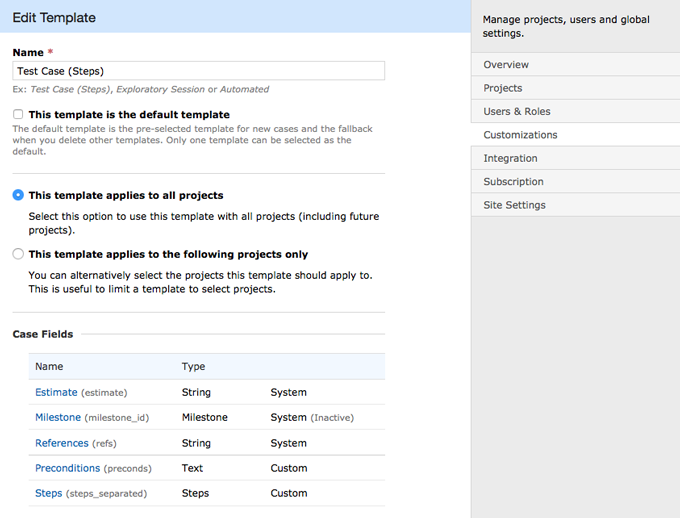 Edit Template
Name *
Test Case (Steps)
Ex: Test Case (Steps), Exploratory Session or Automated
This template is the default template
The default template is the pre-selected template for new cases and the fallback
when you delete other templates. Only one template can be selected as the
default.
This template applies to all projects
Select this option to use this template with all projects (including future
projects).
This template applies to the following projects only
You can alternatively select the projects this template should apply to.
This is useful to limit a template to select projects.
Case Fields
Name Type
Estimate (estimate) String System
Milestone (milestone_id) Milestone System (Inactive)
References (refs) String System
Preconditions (preconds) Text Custom
Steps (steps_separated) Steps Custom
Manage projects, users and global
settings.
Overview
Projects
Users & Roles
Customizations
Integration
Subscription
Site Settings